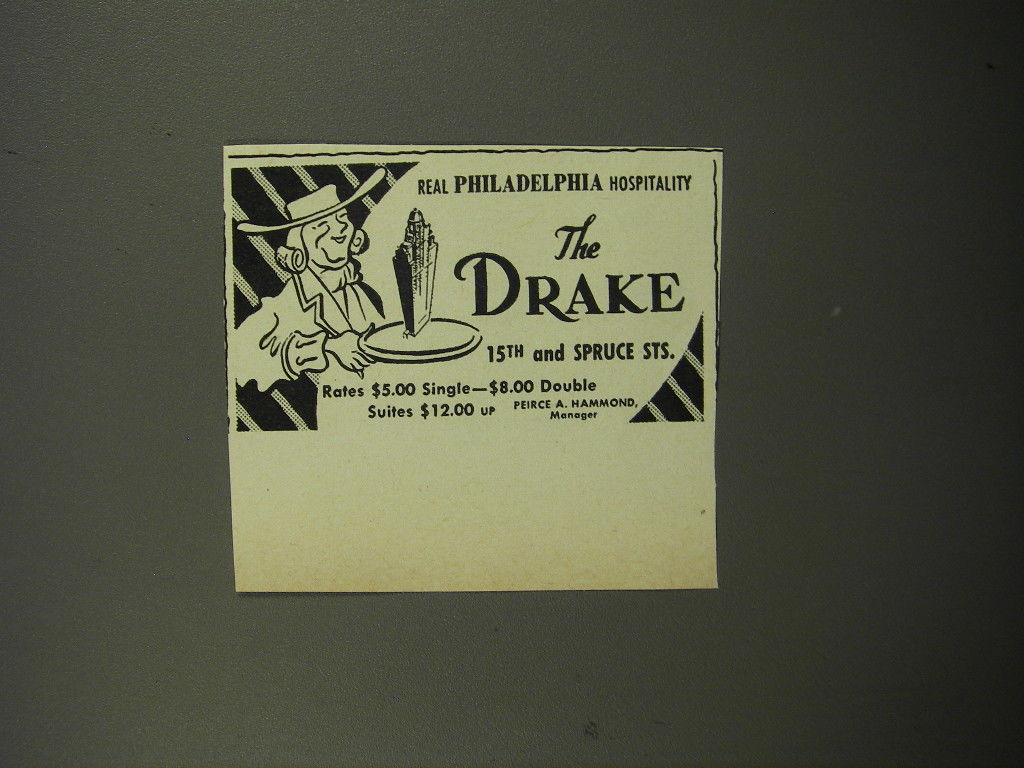 REAL PHILADELPHIA HOSPITALITY
The
DRAKE
15TH and SPRUCE STS.
Rates $5.00 Single—$8.00 Double
Suites $12.00 UP
PEIRCE A. HAMMOND,
Manager